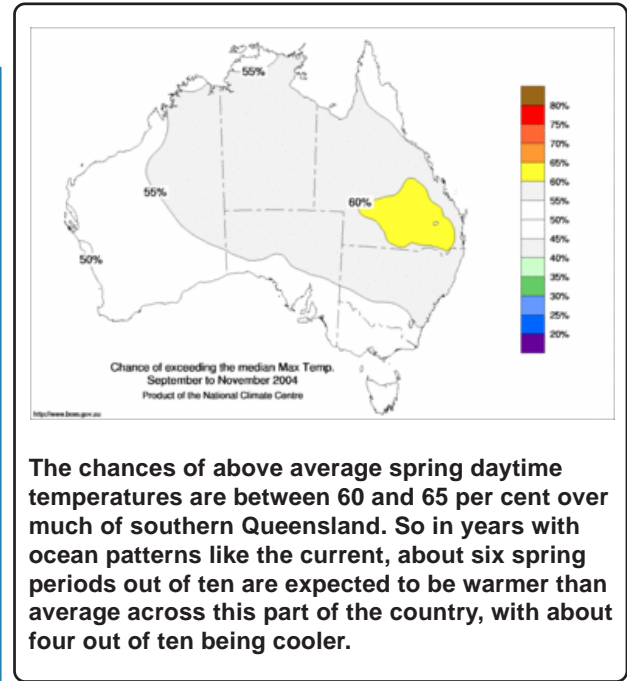 55%
55%
60%
50%
80%
75%
70%
65%
60%
55%
50%
45%
40%
35%
30%
25%
20%
Chance of exceeding the median Max Temp.
September to November 2004
Product of the National Climate Centre
http://www.bom.gov.au
The chances of above average spring daytime
temperatures are between 60 and 65 per cent over
much of southern Queensland. So in years with
ocean patterns like the current, about six spring
periods out of ten are expected to be warmer than
average across this part of the country, with about
four out of ten being cooler.